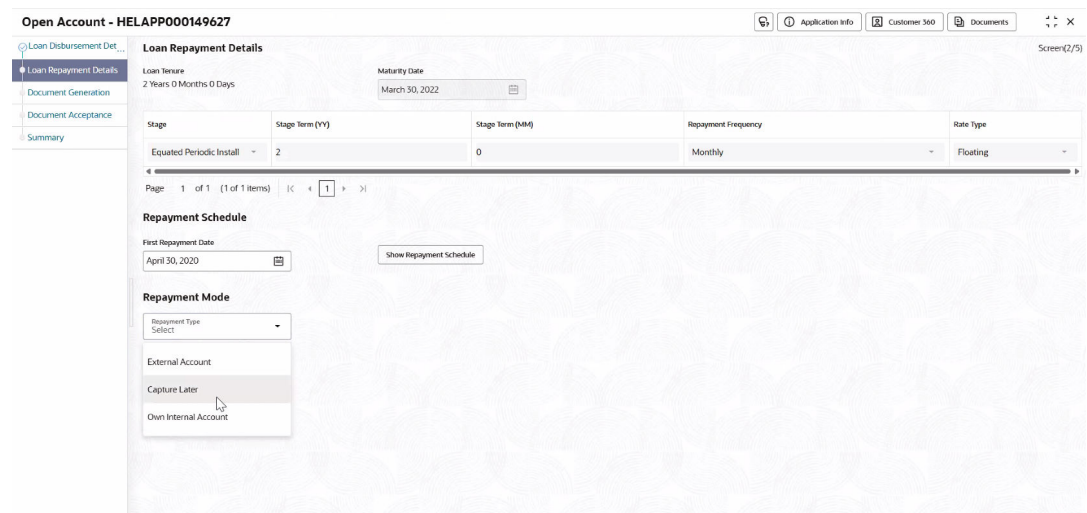 Open Account - HELAPP000149627
Application Info
Customer 360
Documents
Loan Disbursement Det...
Loan Repayment Details
Document Generation
Document Acceptance
Summary
Loan Repayment Details
Screen(2/5)
Loan Tenure
2 Years 0 Months 0 Days
Maturity Date
March 30, 2022
Stage Stage Term (YY) Stage Term (MM) Repayment Frequency Rate Type
Equated Periodic Install 2 0 Monthly Floating
Page 1 of 1 (1 of 1 items) 1
Repayment Schedule
First Repayment Date
April 30, 2020
Show Repayment Schedule
Repayment Mode
Repayment Type
Select
External Account
Capture Later
Own Internal Account